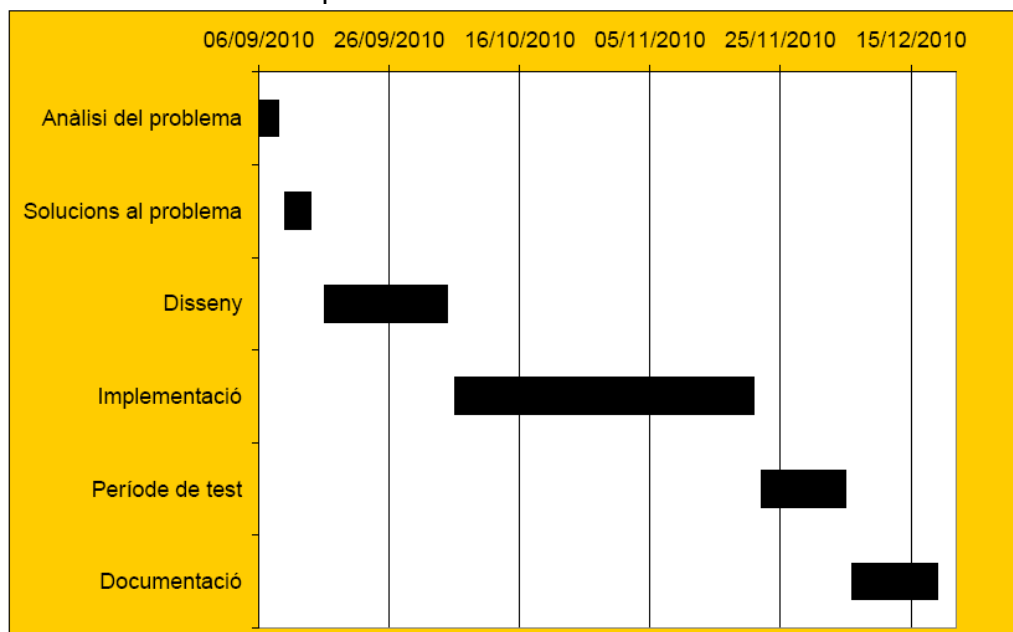 06/09/2010 26/09/2010 16/10/2010 05/11/2010 25/11/2010 15/12/2010
Anàlisi del problema
Solucions al problema
Disseny
Implementació
Període de test
Documentació